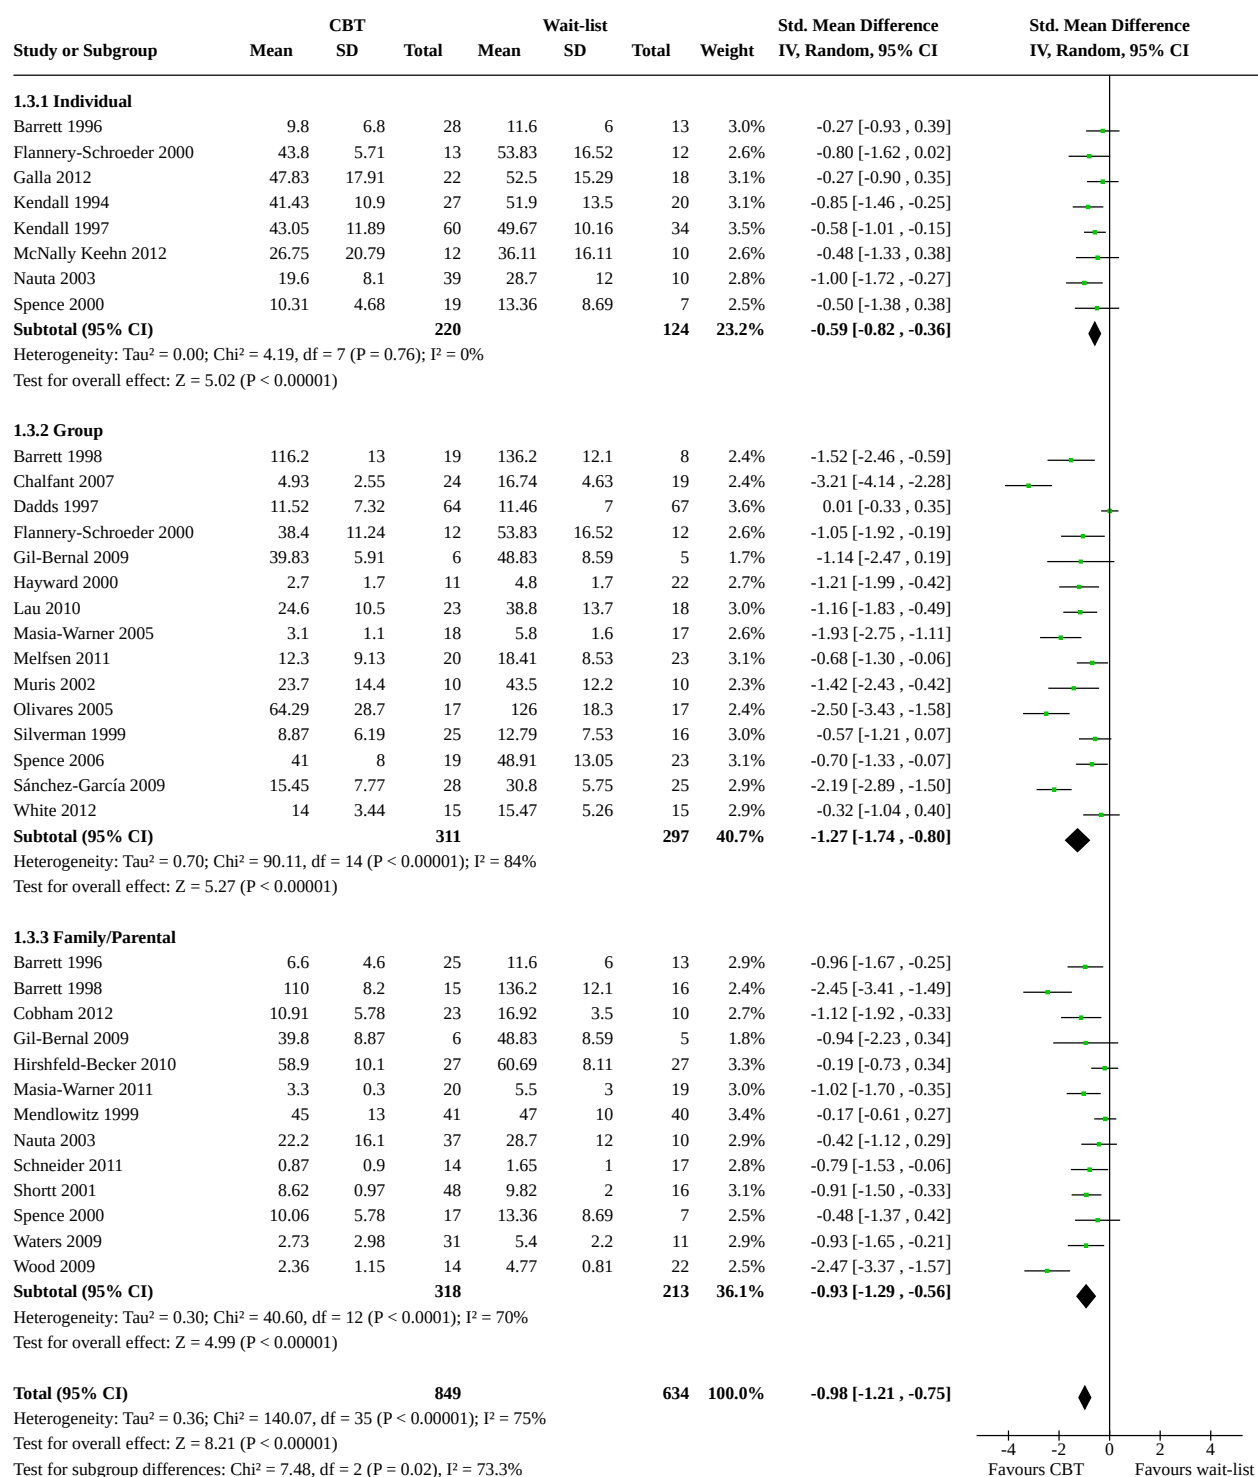 CBT Wait-list Std. Mean Difference Std. Mean Difference
Study or Subgroup Mean SD Total Mean SD Total Weight IV, Random, 95% CI IV, Random, 95% CI
1.3.1 Individual
Barrett 1996 9.8 6.8 28 11.6 6 13 3.0% -0.27 [-0.93 , 0.39]
Flannery-Schroeder 2000 43.8 5.71 13 53.83 16.52 12 2.6% -0.80 [-1.62 , 0.02]
Galla 2012 47.83 17.91 22 52.5 15.29 18 3.1% -0.27 [-0.90 , 0.35]
Kendall 1994 41.43 10.9 27 51.9 13.5 20 3.1% -0.85 [-1.46 , -0.25]
Kendall 1997 43.05 11.89 60 49.67 10.16 34 3.5% -0.58 [-1.01 , -0.15]
McNally Keehn 2012 26.75 20.79 12 36.11 16.11 10 2.6% -0.48 [-1.33 , 0.38]
Nauta 2003 19.6 8.1 39 28.7 12 10 2.8% -1.00 [-1.72 , -0.27]
Spence 2000 10.31 4.68 19 13.36 8.69 7 2.5% -0.50 [-1.38 , 0.38]
Subtotal (95% CI) 220 124 23.2% -0.59 [-0.82 , -0.36]
Heterogeneity: Tau² = 0.00; Chi² = 4.19, df = 7 (P = 0.76); I² = 0%
Test for overall effect: Z = 5.02 (P < 0.00001)
1.3.2 Group
Barrett 1998 116.2 13 19 136.2 12.1 8 2.4% -1.52 [-2.46 , -0.59]
Chalfant 2007 4.93 2.55 24 16.74 4.63 19 2.4% -3.21 [-4.14 , -2.28]
Dadds 1997 11.52 7.32 64 11.46 7 67 3.6% 0.01 [-0.33 , 0.35]
Flannery-Schroeder 2000 38.4 11.24 12 53.83 16.52 12 2.6% -1.05 [-1.92 , -0.19]
Gil-Bernal 2009 39.83 5.91 6 48.83 8.59 5 1.7% -1.14 [-2.47 , 0.19]
Hayward 2000 2.7 1.7 11 4.8 1.7 22 2.7% -1.21 [-1.99 , -0.42]
Lau 2010 24.6 10.5 23 38.8 13.7 18 3.0% -1.16 [-1.83 , -0.49]
Masia-Warner 2005 3.1 1.1 18 5.8 1.6 17 2.6% -1.93 [-2.75 , -1.11]
Melfsen 2011 12.3 9.13 20 18.41 8.53 23 3.1% -0.68 [-1.30 , -0.06]
Muris 2002 23.7 14.4 10 43.5 12.2 10 2.3% -1.42 [-2.43 , -0.42]
Olivares 2005 64.29 28.7 17 126 18.3 17 2.4% -2.50 [-3.43 , -1.58]
Silverman 1999 8.87 6.19 25 12.79 7.53 16 3.0% -0.57 [-1.21 , 0.07]
Spence 2006 41 8 19 48.91 13.05 23 3.1% -0.70 [-1.33 , -0.07]
Sánchez-García 2009 15.45 7.77 28 30.8 5.75 25 2.9% -2.19 [-2.89 , -1.50]
White 2012 14 3.44 15 15.47 5.26 15 2.9% -0.32 [-1.04 , 0.40]
Subtotal (95% CI) 311 297 40.7% -1.27 [-1.74 , -0.80]
Heterogeneity: Tau² = 0.70; Chi² = 90.11, df = 14 (P < 0.00001); I² = 84%
Test for overall effect: Z = 5.27 (P < 0.00001)
1.3.3 Family/Parental
Barrett 1996 6.6 4.6 25 11.6 6 13 2.9% -0.96 [-1.67 , -0.25]
Barrett 1998 110 8.2 15 136.2 12.1 16 2.4% -2.45 [-3.41 , -1.49]
Cobham 2012 10.91 5.78 23 16.92 3.5 10 2.7% -1.12 [-1.92 , -0.33]
Gil-Bernal 2009 39.8 8.87 6 48.83 8.59 5 1.8% -0.94 [-2.23 , 0.34]
Hirshfeld-Becker 2010 58.9 10.1 27 60.69 8.11 27 3.3% -0.19 [-0.73 , 0.34]
Masia-Warner 2011 3.3 0.3 20 5.5 3 19 3.0% -1.02 [-1.70 , -0.35]
Mendlowitz 1999 45 13 41 47 10 40 3.4% -0.17 [-0.61 , 0.27]
Nauta 2003 22.2 16.1 37 28.7 12 10 2.9% -0.42 [-1.12 , 0.29]
Schneider 2011 0.87 0.9 14 1.65 1 17 2.8% -0.79 [-1.53 , -0.06]
Shortt 2001 8.62 0.97 48 9.82 2 16 3.1% -0.91 [-1.50 , -0.33]
Spence 2000 10.06 5.78 17 13.36 8.69 7 2.5% -0.48 [-1.37 , 0.42]
Waters 2009 2.73 2.98 31 5.4 2.2 11 2.9% -0.93 [-1.65 , -0.21]
Wood 2009 2.36 1.15 14 4.77 0.81 22 2.5% -2.47 [-3.37 , -1.57]
Subtotal (95% CI) 318 213 36.1% -0.93 [-1.29 , -0.56]
Heterogeneity: Tau² = 0.30; Chi² = 40.60, df = 12 (P < 0.0001); I² = 70%
Test for overall effect: Z = 4.99 (P < 0.00001)
Total (95% CI) 849 634 100.0% -0.98 [-1.21 , -0.75]
Heterogeneity: Tau² = 0.36; Chi² = 140.07, df = 35 (P < 0.00001); I² = 75%
Test for overall effect: Z = 8.21 (P < 0.00001)
-4 -2 0 2 4
Test for subgroup differences: Chi² = 7.48, df = 2 (P = 0.02), I² = 73.3% Favours CBT Favours wait-list